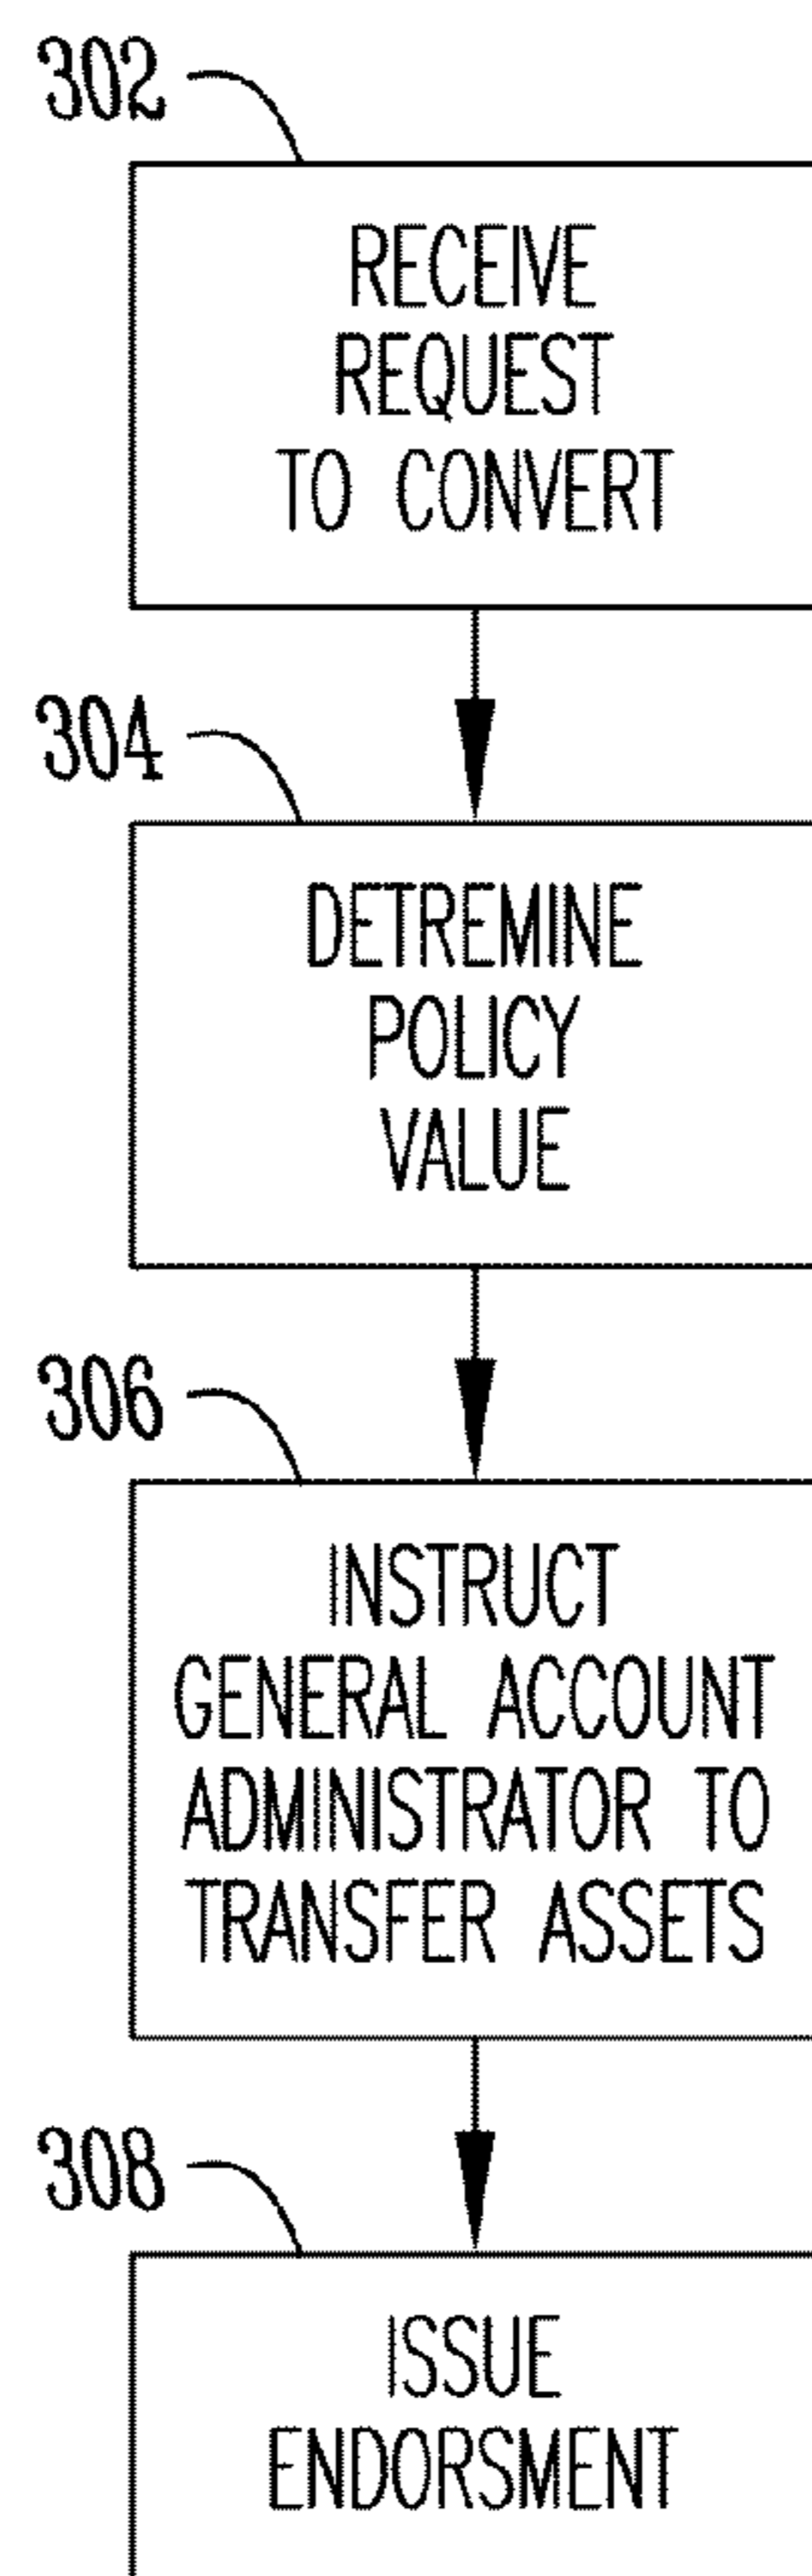 302
RECEIVE
REQUEST
TO CONVERT
304
DETREMINE
POLICY
VALUE
306
INSTRUCT
GENERAL ACCOUNT
ADMINISTRATOR TO
TRANSFER ASSETS
308
ISSUE
ENDORSMENT